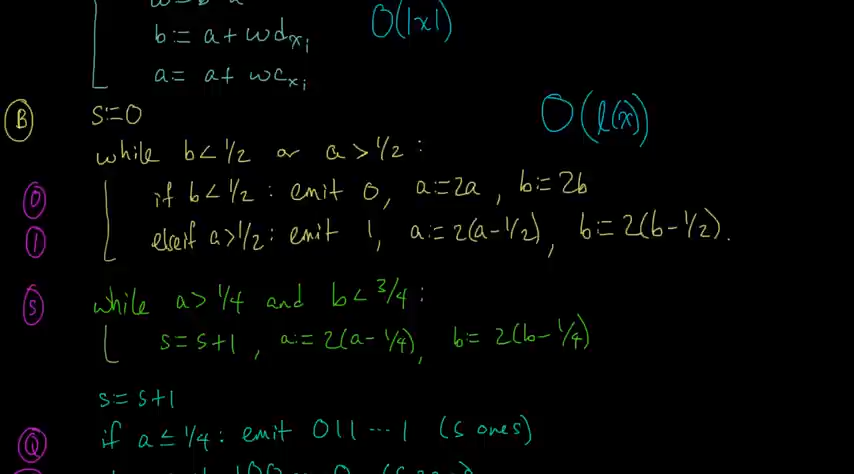 b := a + wd_{x_i}
O(|x|)
a = a + wc_{x_i}
B
s := 0
O(l(x))
while b < 1/2 or a > 1/2 :
0
if b < 1/2 : emit 0, a := 2a, b := 2b
1
elseif a > 1/2 : emit 1, a := 2(a - 1/2), b := 2(b - 1/2).
S
while a > 1/4 and b < 3/4 :
s = s + 1, a := 2(a - 1/4), b = 2(b - 1/4)
s = s + 1
Q
if a ≤ 1/4 : emit 011 ... 1 (s ones)